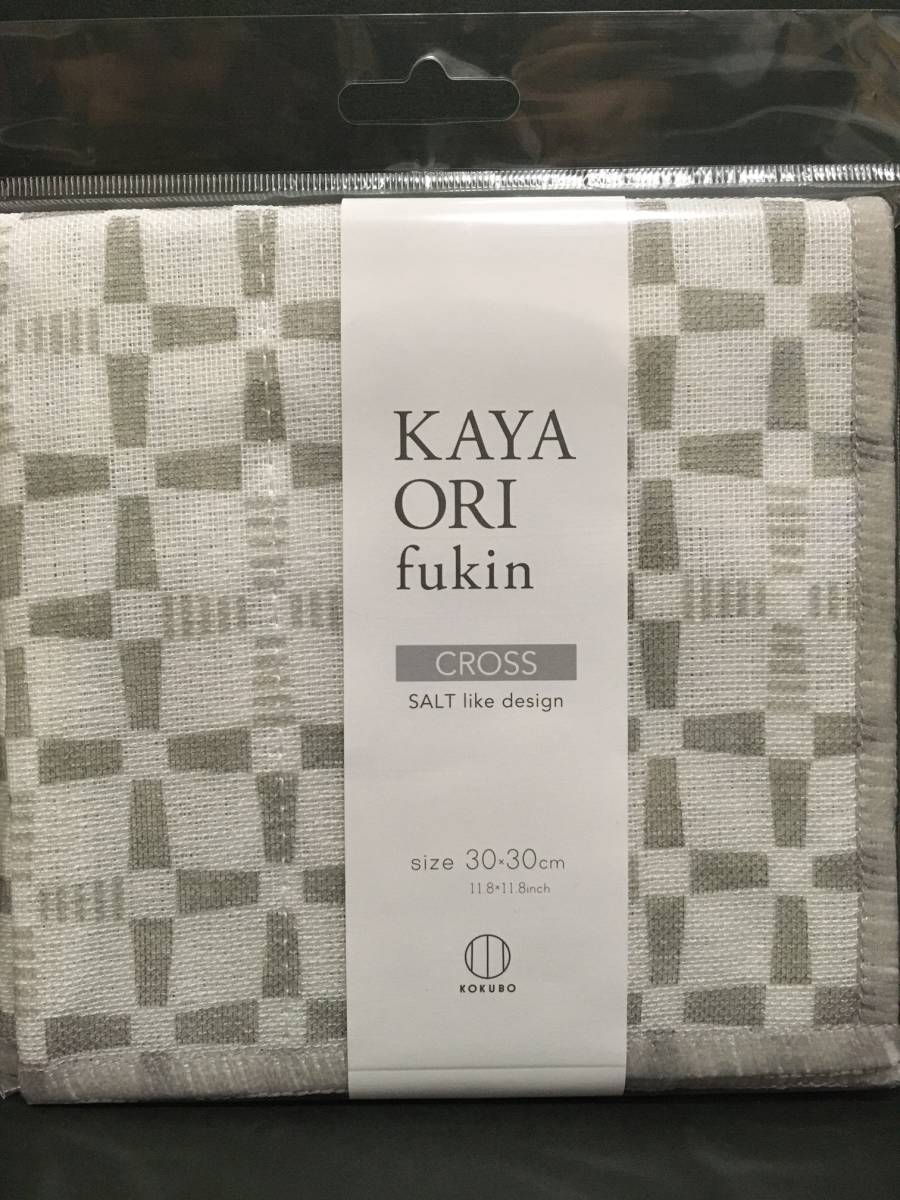 KAYA
ORI
fukin
CROSS
SALT like design
size 30×30cm
11.8×11.8inch
KOKUBO